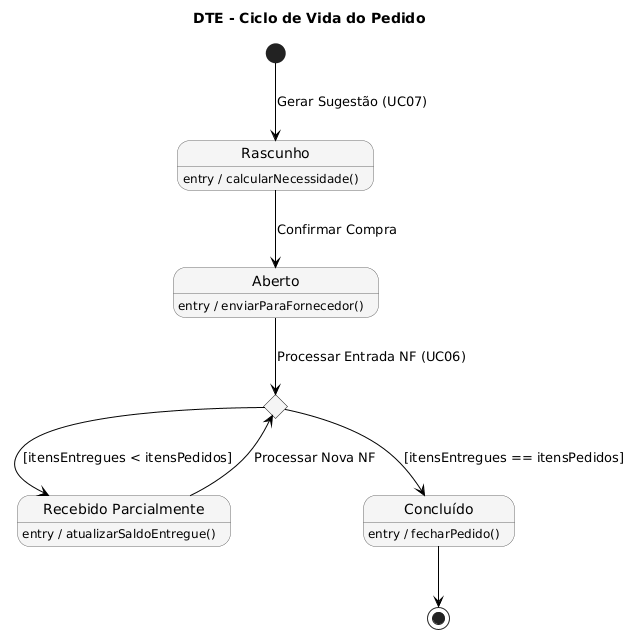 DTE - Ciclo de Vida do Pedido
Gerar Sugestão (UC07)
Rascunho
entry / calcularNecessidade()
Confirmar Compra
Aberto
entry / enviarParaFornecedor()
Processar Entrada NF (UC06)
[itensEntregues < itensPedidos]
Processar Nova NF
[itensEntregues == itensPedidos]
Recebido Parcialmente
entry / atualizarSaldoEntregue()
Concluído
entry / fecharPedido()